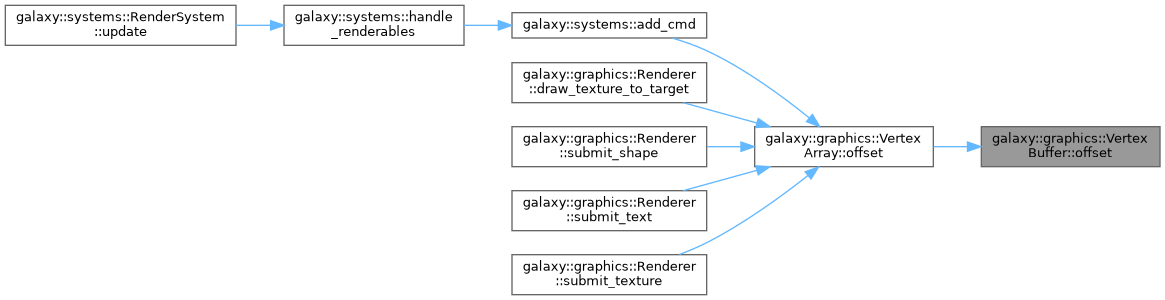 galaxy::systems::RenderSystem
::update
galaxy::systems::handle
_renderables
galaxy::systems::add_cmd
galaxy::graphics::Renderer
::draw_texture_to_target
galaxy::graphics::Renderer
::submit_shape
galaxy::graphics::Renderer
::submit_text
galaxy::graphics::Renderer
::submit_texture
galaxy::graphics::Vertex
Array::offset
galaxy::graphics::Vertex
Buffer::offset